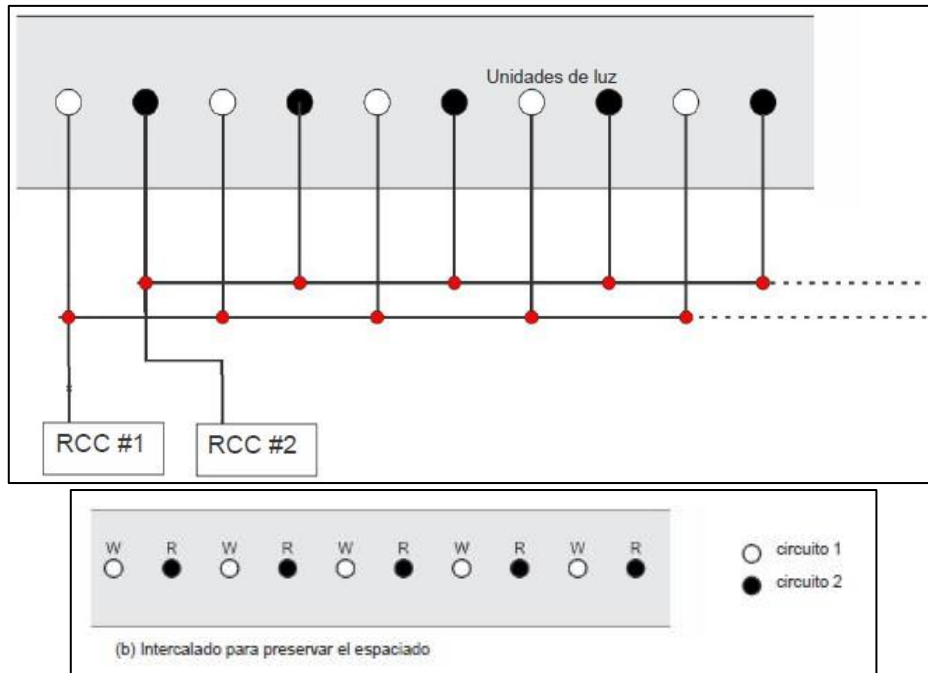 Unidades de luz
RCC #1
RCC #2
W R W R W R W R W R
circuito 1
circuito 2
(b) Intercalado para preservar el espaciado